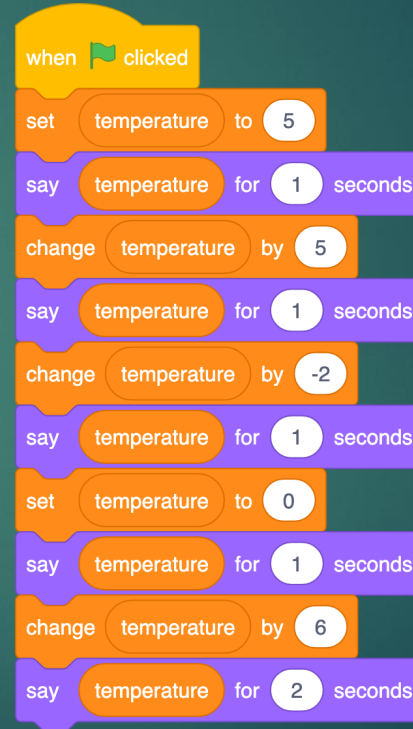 when clicked
set temperature to 5
say temperature for 1 seconds
change temperature by 5
say temperature for 1 seconds
change temperature by -2
say temperature for 1 seconds
set temperature to 0
say temperature for 1 seconds
change temperature by 6
say temperature for 2 seconds